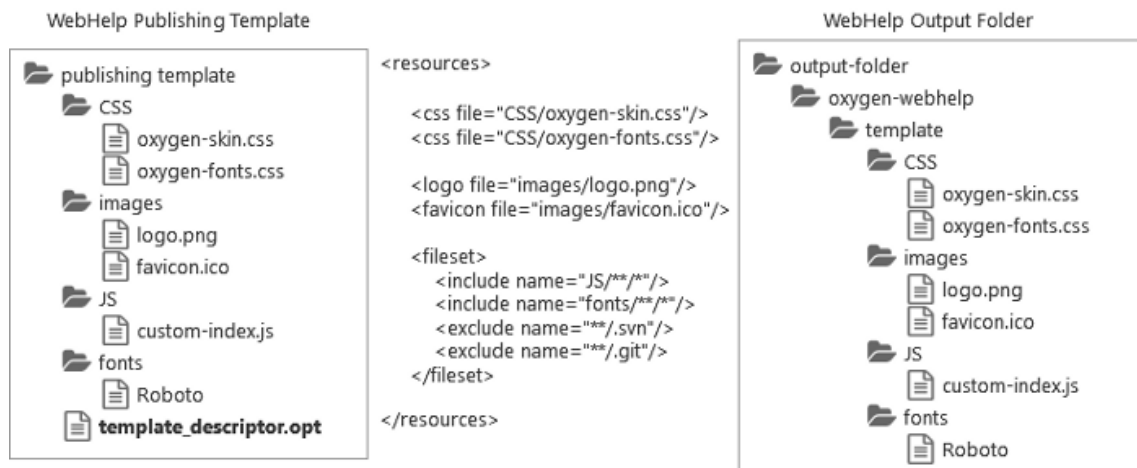 WebHelp Publishing Template
publishing template
CSS
oxygen-skin.css
oxygen-fonts.css
images
logo.png
favicon.ico
JS
custom-index.js
fonts
Roboto
template_descriptor.opt
<resources>
<css file="CSS/oxygen-skin.css"/>
<css file="CSS/oxygen-fonts.css"/>
<logo file="images/logo.png"/>
<favicon file="images/favicon.ico"/>
<fileset>
<include name="JS/**/*"/>
<include name="fonts/**/*"/>
<exclude name="**/.svn"/>
<exclude name="**/.git"/>
</fileset>
</resources>
WebHelp Output Folder
output-folder
oxygen-webhelp
template
CSS
oxygen-skin.css
oxygen-fonts.css
images
logo.png
favicon.ico
JS
custom-index.js
fonts
Roboto